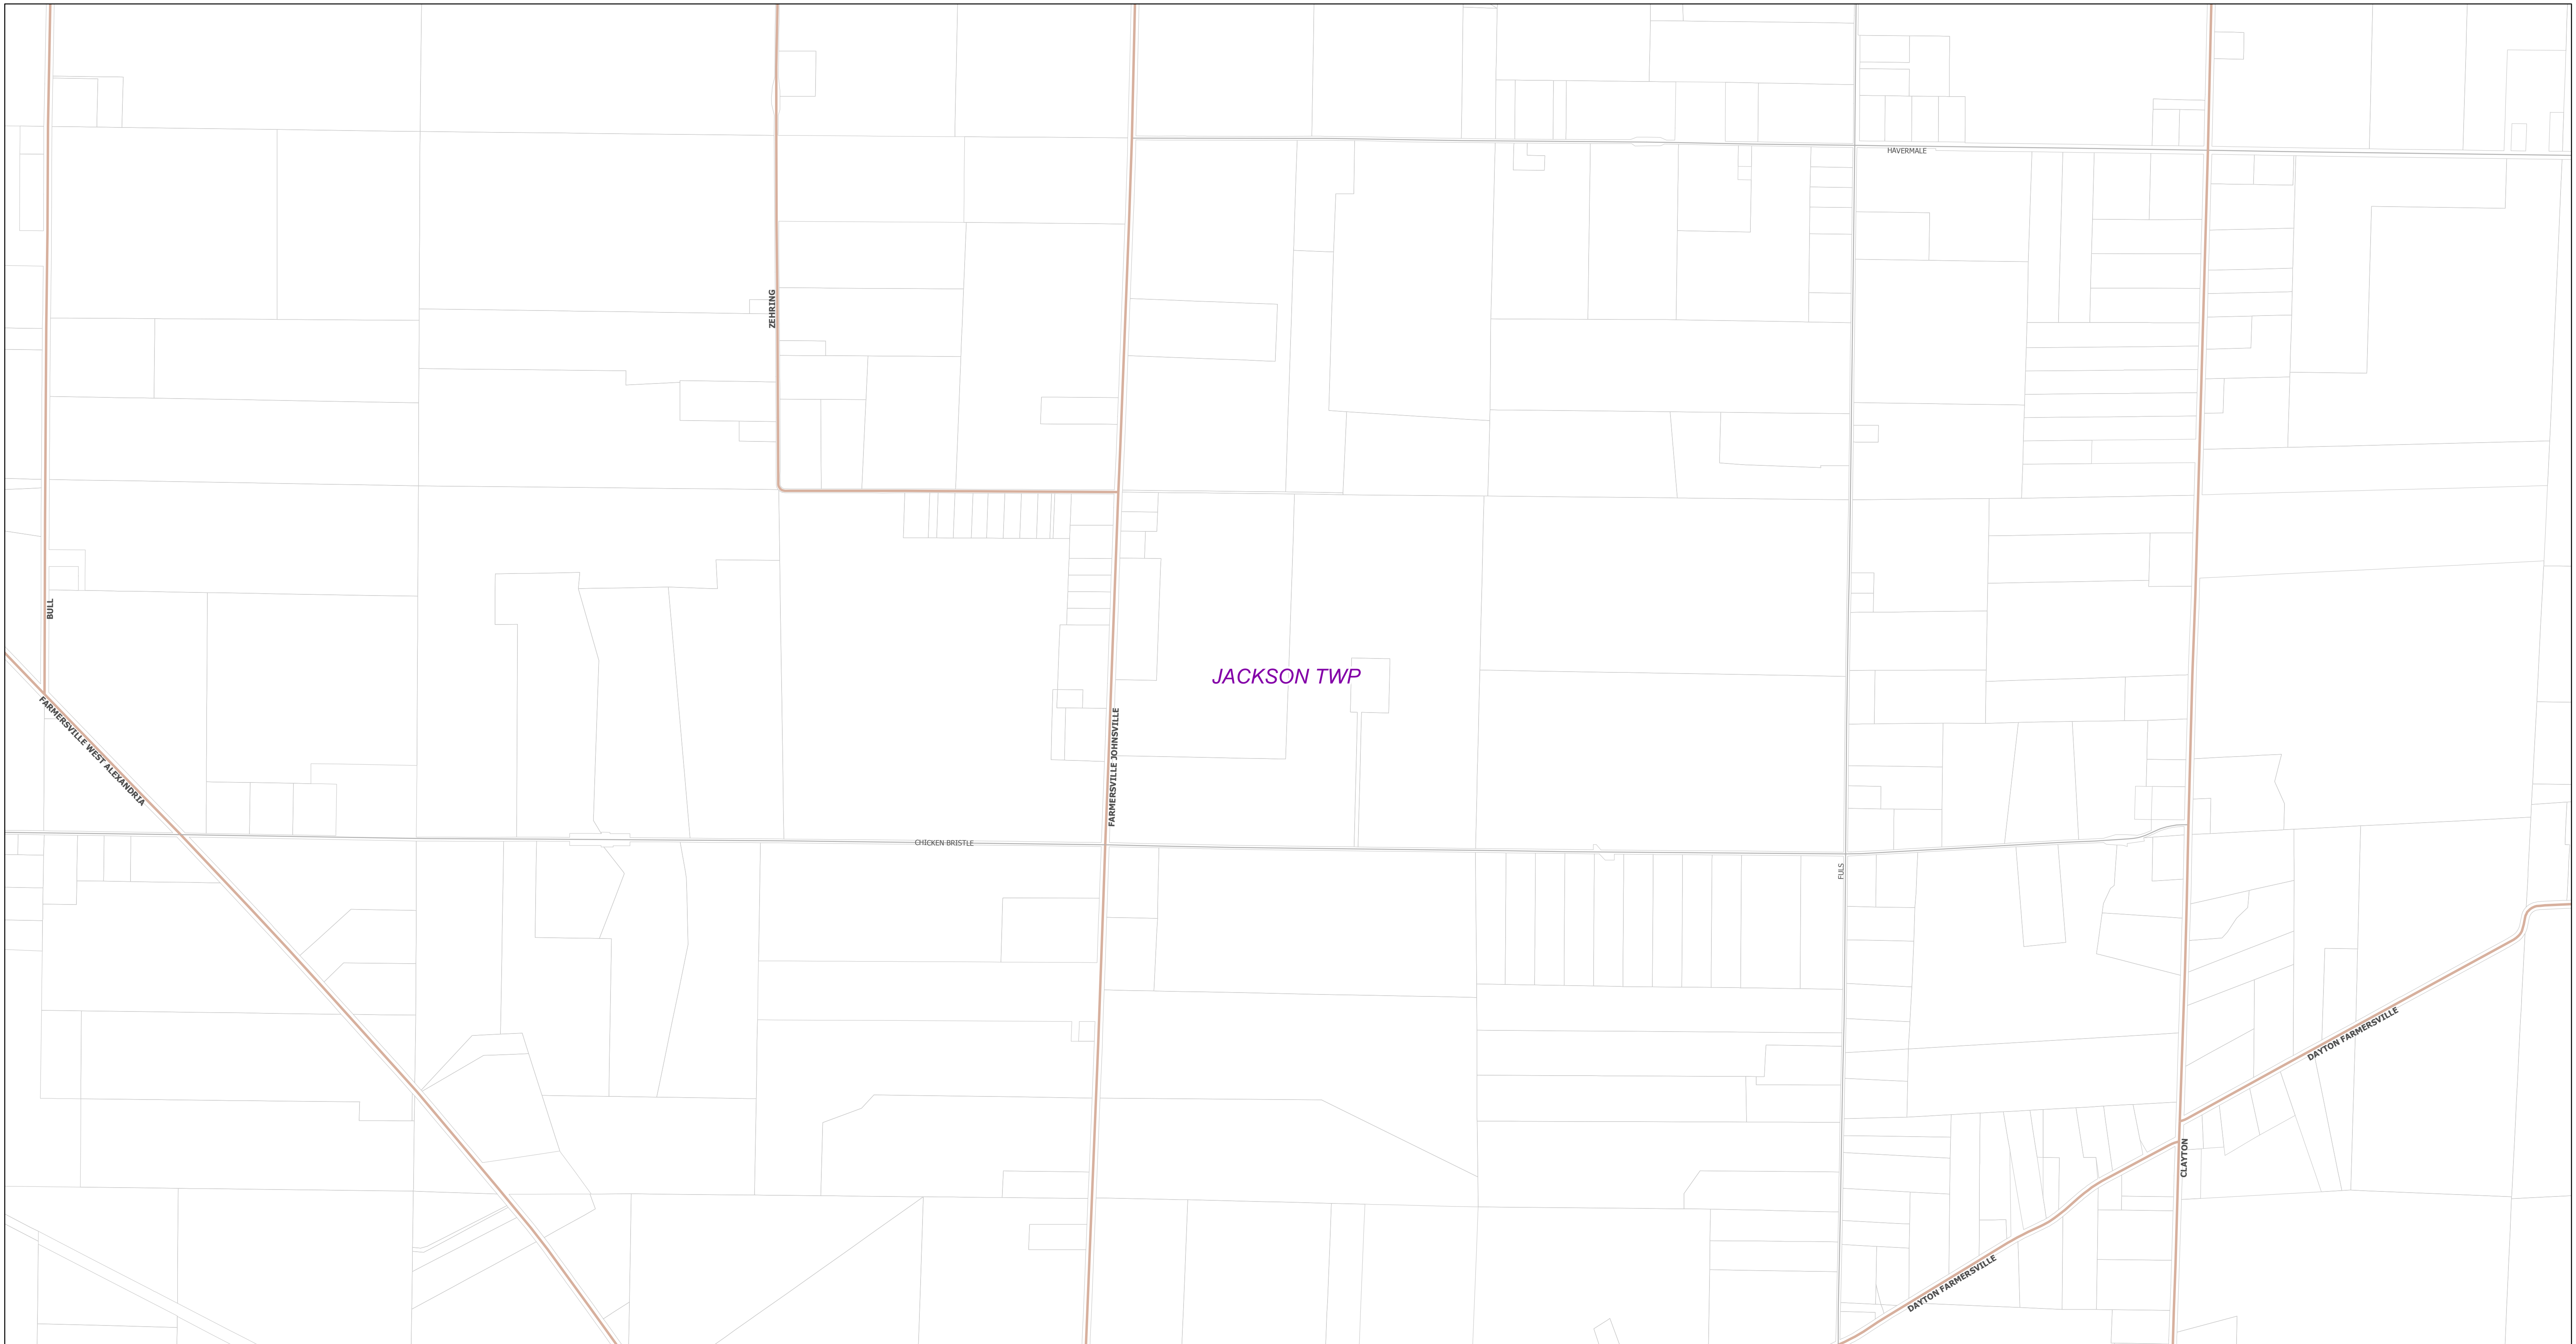 HAVERMALE
ZEHRING
BULL
JACKSON TWP
FARMERSVILLE WEST ALEXANDRIA
FARMERSVILLE JOHNSVILLE
CHICKEN BRISTLE
FULS
DAYTON FARMERSVILLE
CLAYTON
DAYTON FARMERSVILLE